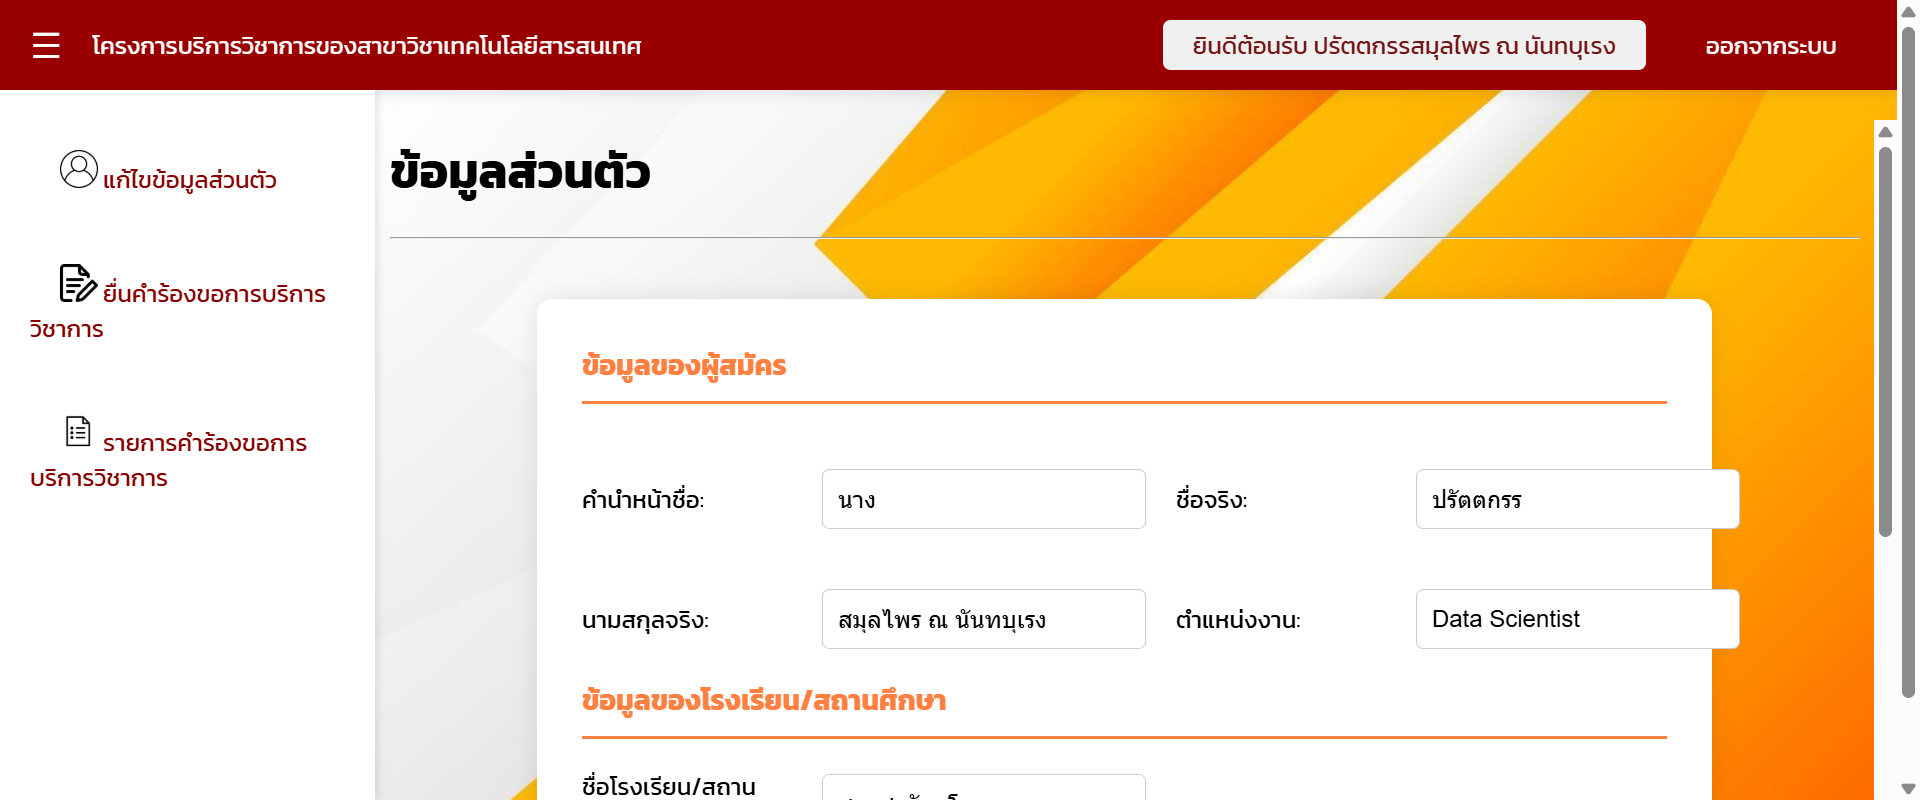 โครงการบริการวิชาการของสาขาวิชาเทคโนโลยีสารสนเทศ
ยินดีต้อนรับ ปรัตตกรรสมุลไพร ณ นันทบุเรง
ออกจากระบบ
แก้ไขข้อมูลส่วนตัว
ยื่นคำร้องขอการบริการ
วิชาการ
รายการคำร้องขอการ
บริการวิชาการ
ข้อมูลส่วนตัว
ข้อมูลของผู้สมัคร
คำนำหน้าชื่อ:
นาง
ชื่อจริง:
ปรัตตกรร
นามสกุลจริง:
สมุลไพร ณ นันทบุเรง
ตำแหน่งงาน:
Data Scientist
ข้อมูลของโรงเรียน/สถานศึกษา
ชื่อโรงเรียน/สถาน